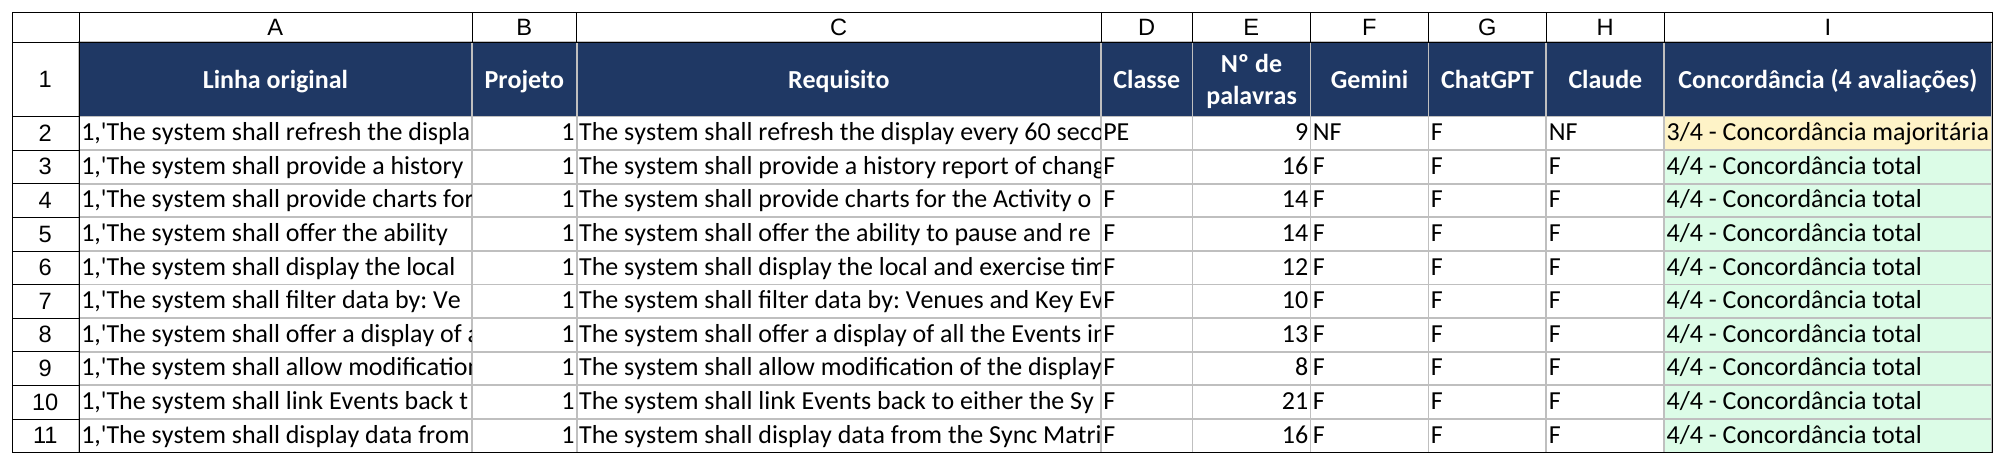 A B C D E F G H I
1 Linha original Projeto Requisito Classe Nº de palavras Gemini ChatGPT Claude Concordância (4 avaliações)
2 1,'The system shall refresh the displa 1 The system shall refresh the display every 60 seco PE 9 NF F NF 3/4 - Concordância majoritária
3 1,'The system shall provide a history 1 The system shall provide a history report of chang F 16 F F F 4/4 - Concordância total
4 1,'The system shall provide charts for 1 The system shall provide charts for the Activity o F 14 F F F 4/4 - Concordância total
5 1,'The system shall offer the ability 1 The system shall offer the ability to pause and re F 14 F F F 4/4 - Concordância total
6 1,'The system shall display the local 1 The system shall display the local and exercise tim F 12 F F F 4/4 - Concordância total
7 1,'The system shall filter data by: Ve 1 The system shall filter data by: Venues and Key Ev F 10 F F F 4/4 - Concordância total
8 1,'The system shall offer a display of a 1 The system shall offer a display of all the Events in F 13 F F F 4/4 - Concordância total
9 1,'The system shall allow modification 1 The system shall allow modification of the display F 8 F F F 4/4 - Concordância total
10 1,'The system shall link Events back t 1 The system shall link Events back to either the Sy F 21 F F F 4/4 - Concordância total
11 1,'The system shall display data from 1 The system shall display data from the Sync Matri F 16 F F F 4/4 - Concordância total